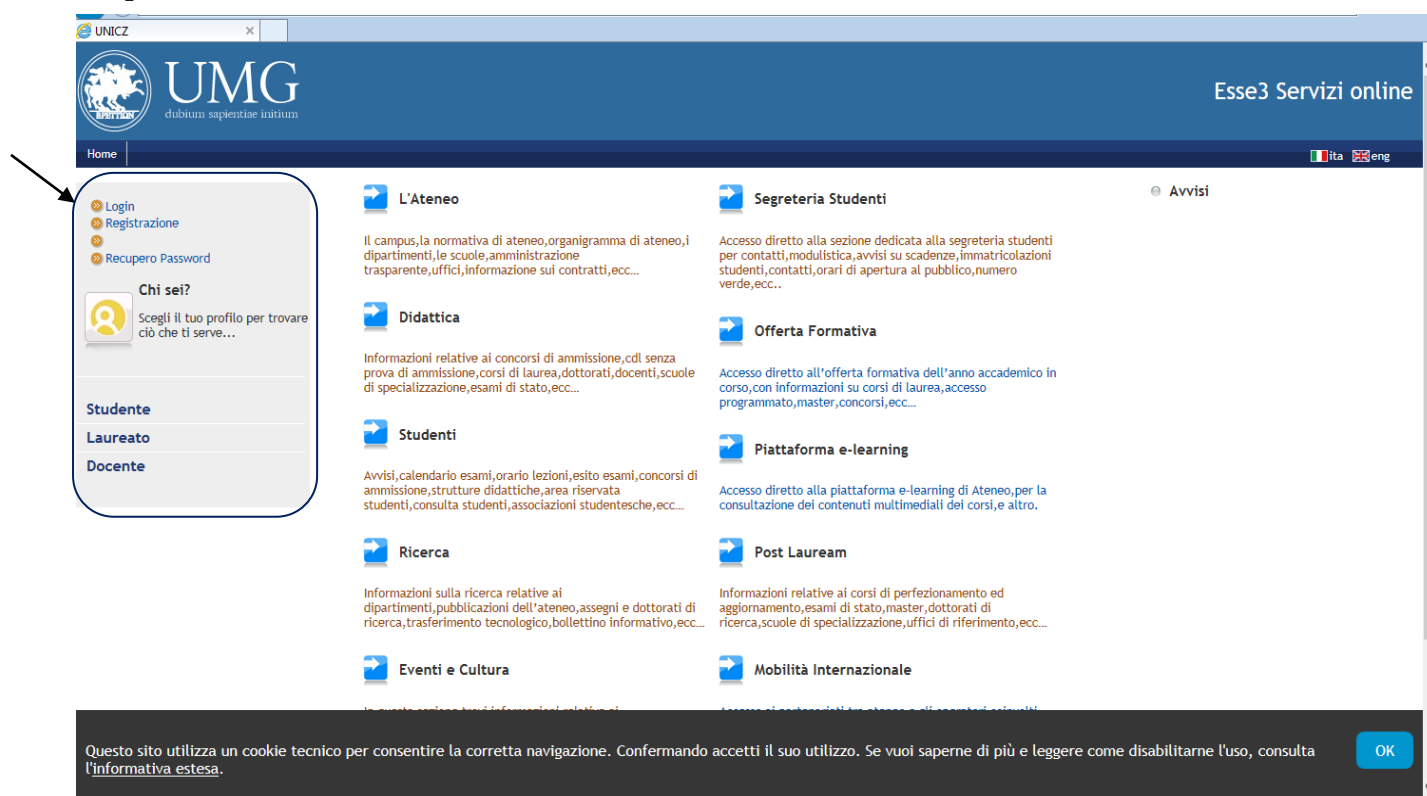 UNICZ
UMG
dubium sapientiae initium
Esse3 Servizi online
Home
ita eng
Login
Registrazione
Recupero Password
Chi sei?
Scegli il tuo profilo per trovare
ciò che ti serve...
Studente
Laureato
Docente
L'Ateneo
Il campus,la normativa di ateneo,organigramma di ateneo,i
dipartimenti,le scuole,amministrazione
trasparente,uffici,informazione sui contratti,ecc...
Didattica
Informazioni relative ai concorsi di ammissione,cdl senza
prova di ammissione,corsi di laurea,dottorati,docenti,scuole
di specializzazione,esami di stato,ecc...
Studenti
Avvisi,calendario esami,orario lezioni,esito esami,concorsi di
ammissione,strutture didattiche,area riservata
studenti,consulta studenti,associazioni studentesche,ecc...
Ricerca
Informazioni sulla ricerca relative ai
dipartimenti,pubblicazioni dell'ateneo,assegni e dottorati di
ricerca,trasferimento tecnologico,bollettino informativo,ecc...
Eventi e Cultura
Segreteria Studenti
Accesso diretto alla sezione dedicata alla segreteria studenti
per contatti,modulistica,avvisi su scadenze,immatricolazioni
studenti,contatti,orari di apertura al pubblico,numero
verde,ecc..
Offerta Formativa
Accesso diretto all'offerta formativa dell'anno accademico in
corso,con informazioni su corsi di laurea,accesso
programmato,master,concorsi,ecc...
Piattaforma e-learning
Accesso diretto alla piattaforma e-learning di Ateneo,per la
consultazione dei contenuti multimediali dei corsi,e altro.
Post Lauream
Informazioni relative ai corsi di perfezionamento ed
aggiornamento,esami di stato,master,dottorati di
ricerca,scuole di specializzazione,uffici di riferimento,ecc...
Mobilità Internazionale
Avvisi
Questo sito utilizza un cookie tecnico per consentire la corretta navigazione. Confermando accetti il suo utilizzo. Se vuoi saperne di più e leggere come disabilitarne l'uso, consulta
l'informativa estesa.
OK